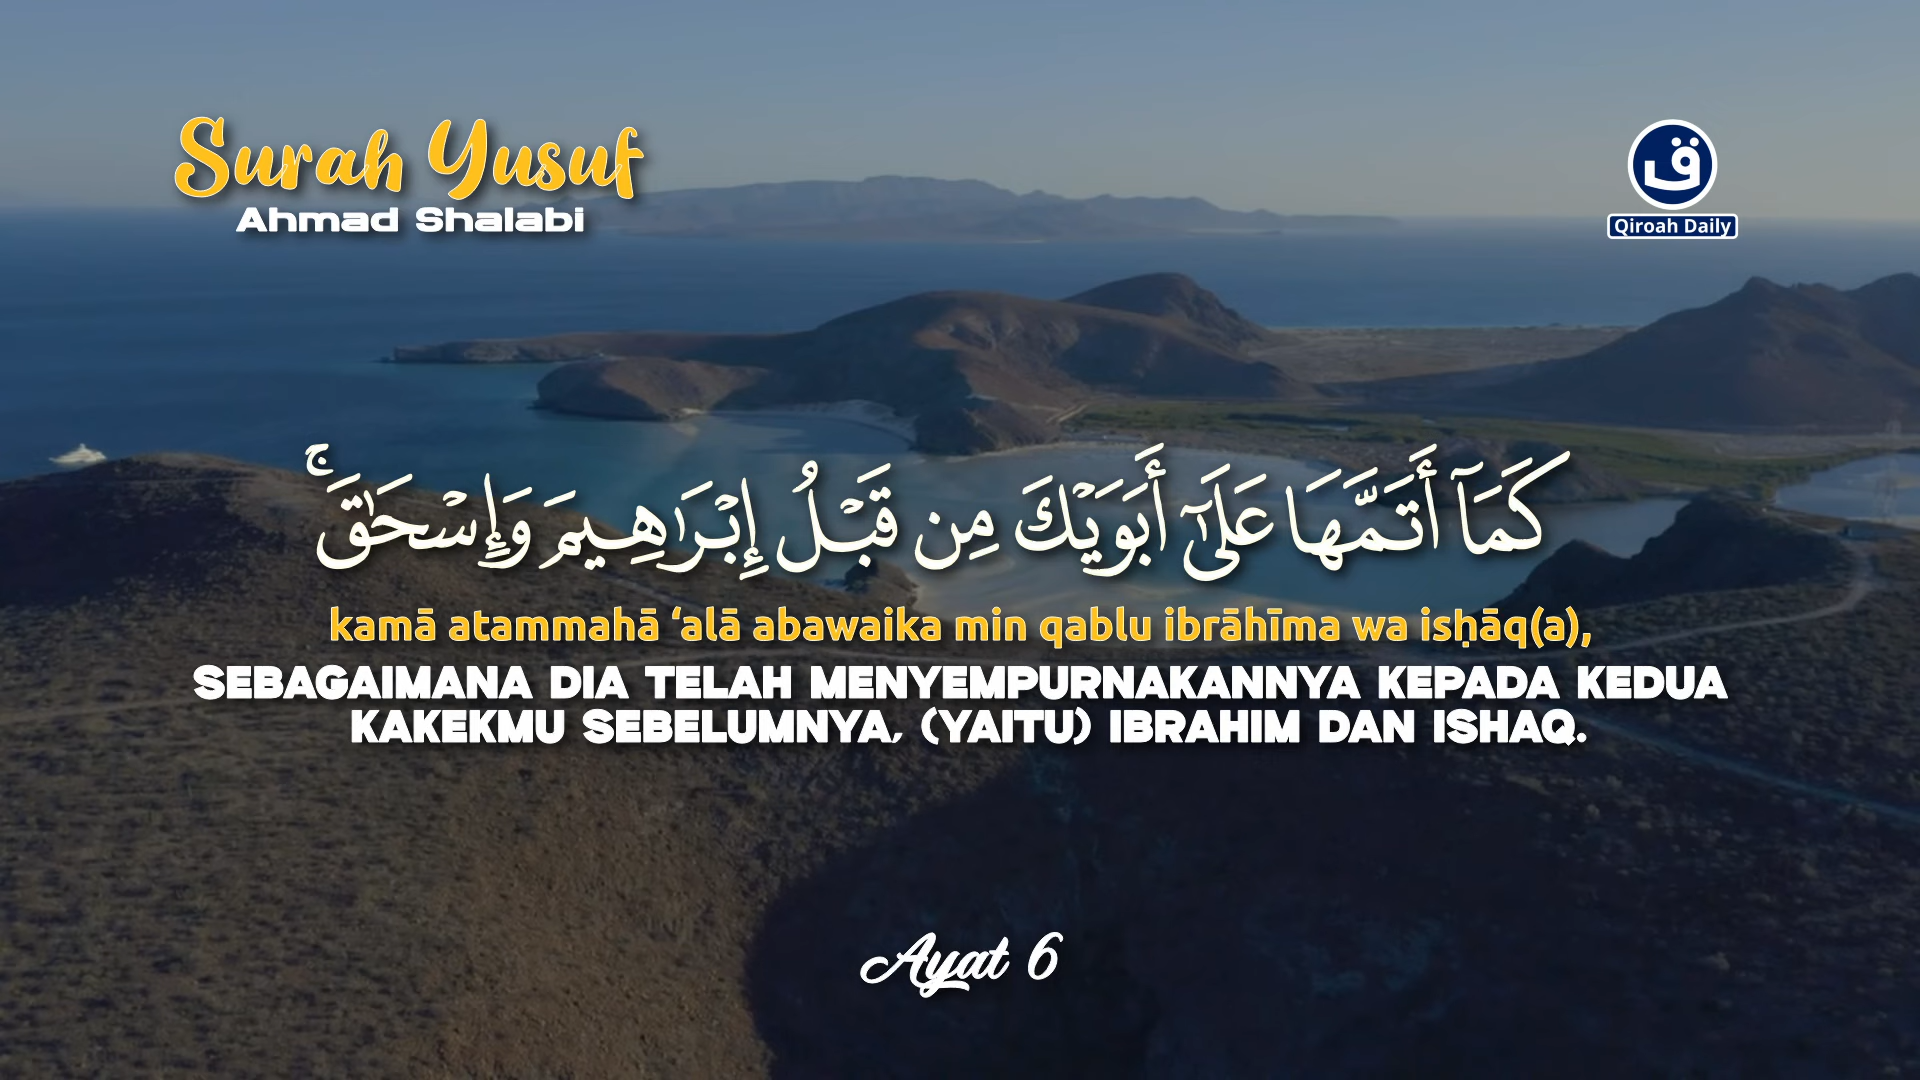 Surah Yusuf
Ahmad Shalabi
ق
Qiroah Daily
كَمَآ أَتَمَّهَا عَلَىٰٓ أَبَوَيْكَ مِن قَبْلُ إِبْرَٰهِيمَ وَإِسْحَٰقَ ۚ
kamā atammahā ‘alā abawaika min qablu ibrāhīma wa isḥāq(a),
SEBAGAIMANA DIA TELAH MENYEMPURNAKANNYA KEPADA KEDUA
KAKEKMU SEBELUMNYA, (YAITU) IBRAHIM DAN ISHAQ.
Ayat 6